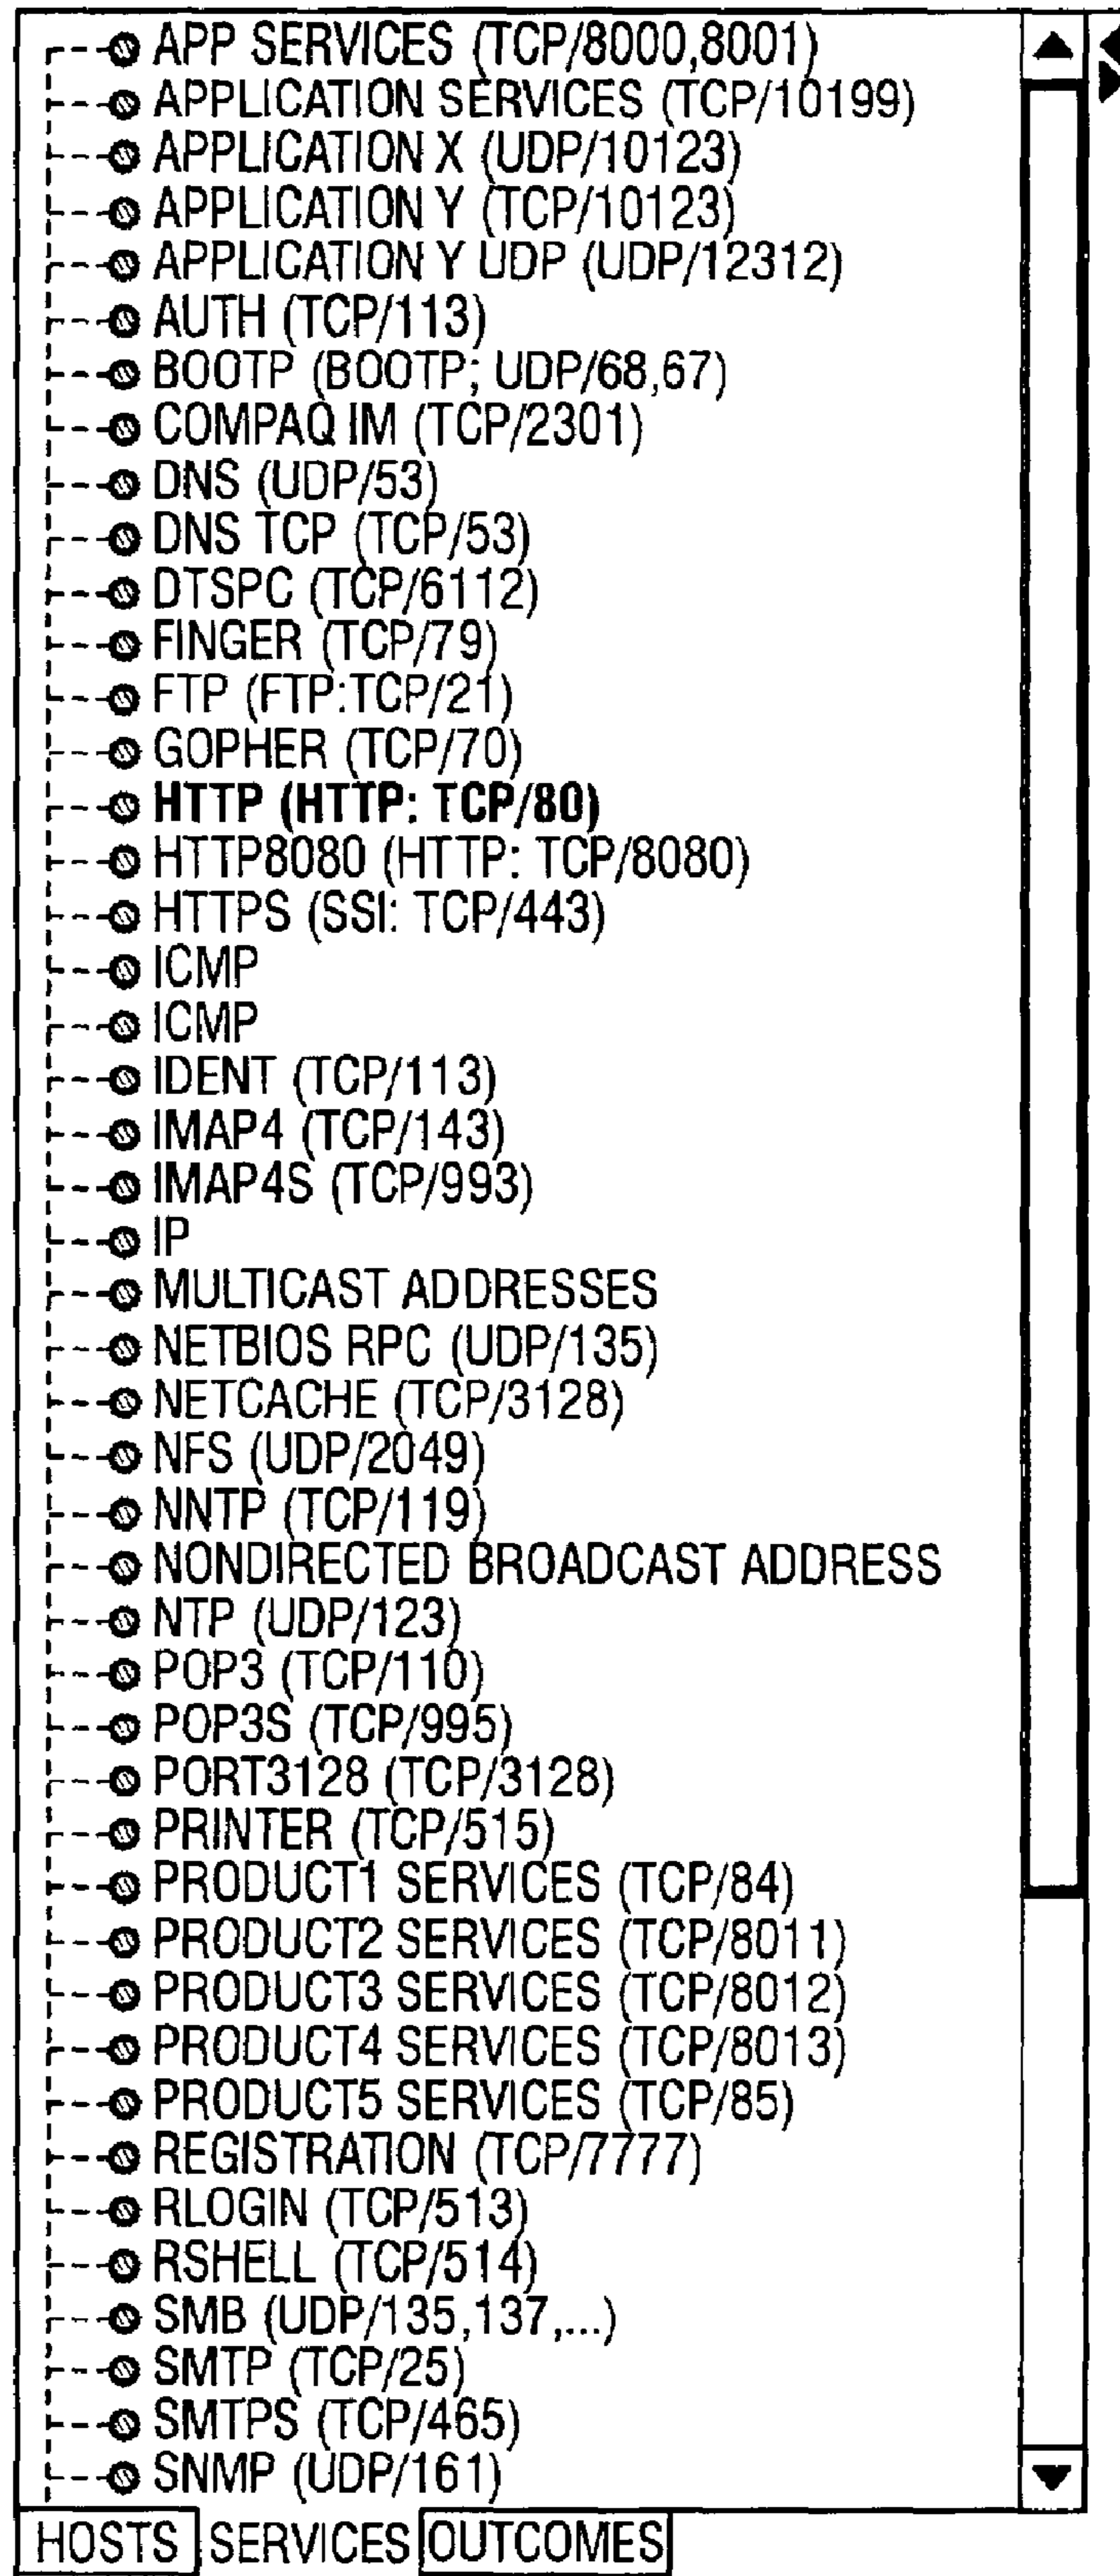 APP SERVICES (TCP/8000,8001)
APPLICATION SERVICES (TCP/10199)
APPLICATION X (UDP/10123)
APPLICATION Y (TCP/10123)
APPLICATION Y UDP (UDP/12312)
AUTH (TCP/113)
BOOTP (BOOTP; UDP/68,67)
COMPAQ IM (TCP/2301)
DNS (UDP/53)
DNS TCP (TCP/53)
DTSPC (TCP/6112)
FINGER (TCP/79)
FTP (FTP:TCP/21)
GOPHER (TCP/70)
HTTP (HTTP: TCP/80)
HTTP8080 (HTTP: TCP/8080)
HTTPS (SSI: TCP/443)
ICMP
ICMP
IDENT (TCP/113)
IMAP4 (TCP/143)
IMAP4S (TCP/993)
IP
MULTICAST ADDRESSES
NETBIOS RPC (UDP/135)
NETCACHE (TCP/3128)
NFS (UDP/2049)
NNTP (TCP/119)
NONDIRECTED BROADCAST ADDRESS
NTP (UDP/123)
POP3 (TCP/110)
POP3S (TCP/995)
PORT3128 (TCP/3128)
PRINTER (TCP/515)
PRODUCT1 SERVICES (TCP/84)
PRODUCT2 SERVICES (TCP/8011)
PRODUCT3 SERVICES (TCP/8012)
PRODUCT4 SERVICES (TCP/8013)
PRODUCT5 SERVICES (TCP/85)
REGISTRATION (TCP/7777)
RLOGIN (TCP/513)
RSHELL (TCP/514)
SMB (UDP/135,137,...)
SMTP (TCP/25)
SMTPS (TCP/465)
SNMP (UDP/161)
HOSTS SERVICES OUTCOMES